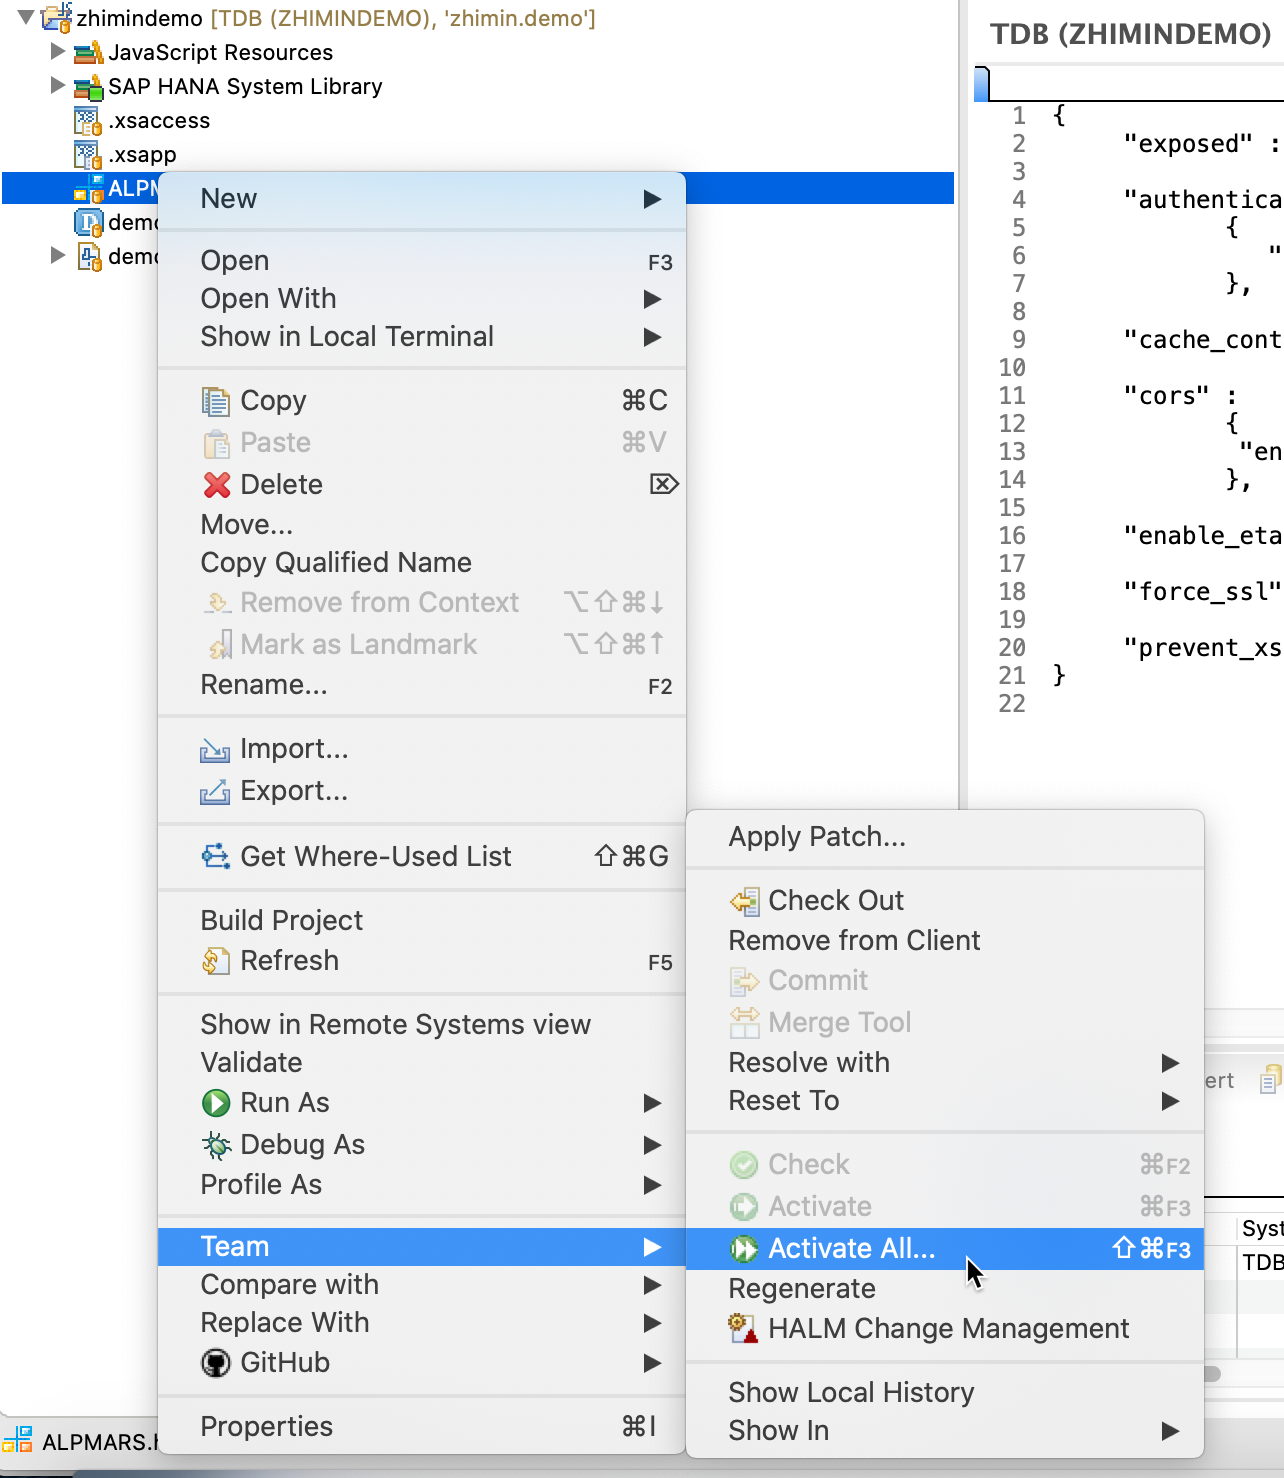 zhimindemo [TDB (ZHIMINDEMO), 'zhimin.demo']
JavaScript Resources
SAP HANA System Library
.xsaccess
.xsapp
ALPM
demo
demo
New
Open F3
Open With
Show in Local Terminal
Copy ⌘C
Paste ⌘V
Delete ⌦
Move...
Copy Qualified Name
Remove from Context ⌥⇧⌘↓
Mark as Landmark ⌥⇧⌘↑
Rename... F2
Import...
Export...
Get Where-Used List ⇧⌘G
Build Project
Refresh F5
Show in Remote Systems view
Validate
Run As
Debug As
Profile As
Team
Compare with
Replace With
GitHub
Properties ⌘I
Apply Patch...
Check Out
Remove from Client
Commit
Merge Tool
Resolve with
Reset To
Check ⌘F2
Activate ⌘F3
Activate All... ⇧⌘F3
Regenerate
HALM Change Management
Show Local History
Show In
TDB (ZHIMINDEMO)
1 {
2 "exposed" :
3
4 "authentica
5 {
6 "
7 },
8
9 "cache_cont
10
11 "cors" :
12 {
13 "en
14 },
15
16 "enable_eta
17
18 "force_ssl"
19
20 "prevent_xs
21 }
22
ert
Syst
TDB
ALPMARS.h